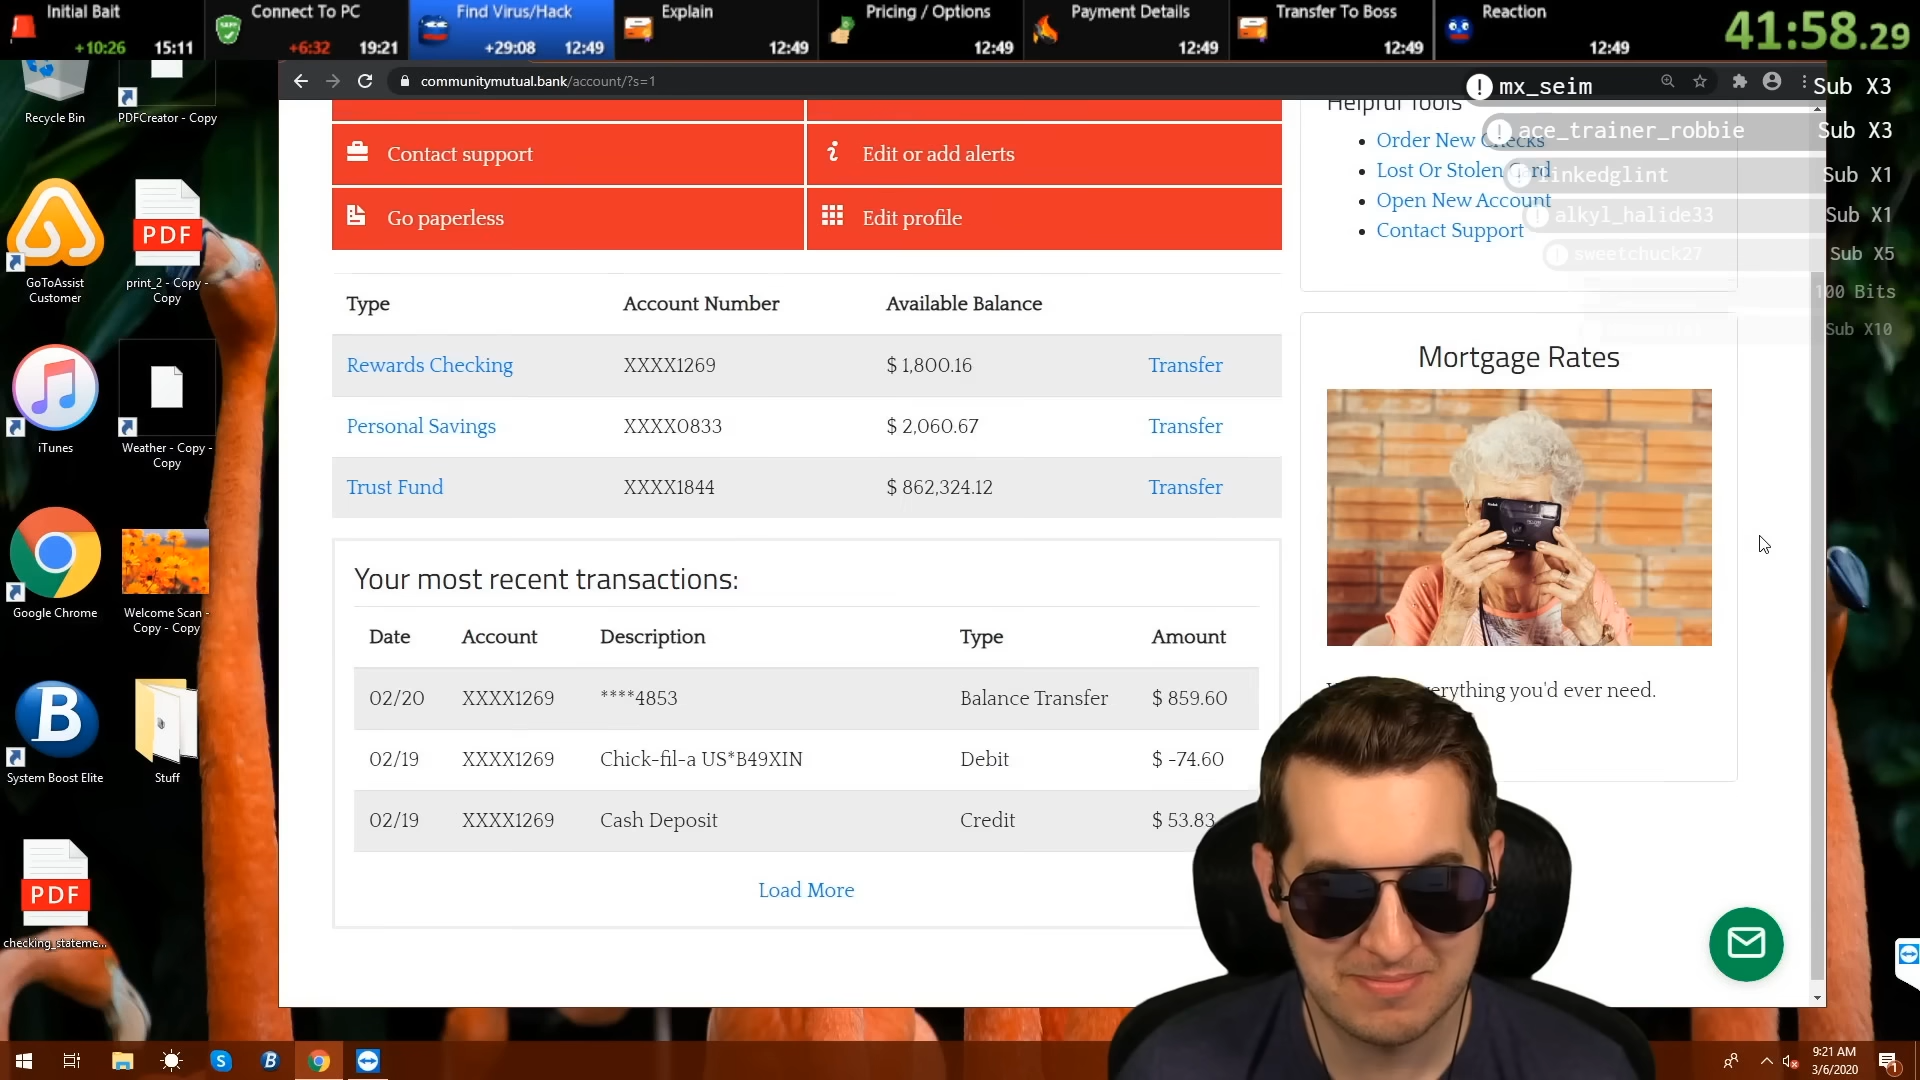 Initial Bait
+10:26 15:11
Connect To PC
+6:32 19:21
Find Virus/Hack
+29:08 12:49
Explain
12:49
Pricing / Options
12:49
Payment Details
12:49
Transfer To Boss
12:49
Reaction
12:49
41:58.29
communitymutual.bank/account/?s=1
mx_seim Sub X3
ace_trainer_robbie Sub X3
linkedglint Sub X1
alkyl_halide33 Sub X1
sweetchuck27 Sub X5
100 Bits
Sub X10
Recycle Bin
PDFCreator - Copy
GoToAssist
Customer
PDF
print_2 - Copy -
Copy
iTunes
Weather - Copy -
Copy
Google Chrome
Welcome Scan -
Copy - Copy
B
System Boost Elite
Stuff
PDF
checking_stateme...
Contact support
Edit or add alerts
Go paperless
Edit profile
Helpful Tools
Order New Checks
Lost Or Stolen Card
Open New Account
Contact Support
Type Account Number Available Balance
Rewards Checking XXXX1269 $ 1,800.16 Transfer
Personal Savings XXXX0833 $ 2,060.67 Transfer
Trust Fund XXXX1844 $ 862,324.12 Transfer
Your most recent transactions:
Date Account Description Type Amount
02/20 XXXX1269 ****4853 Balance Transfer $ 859.60
02/19 XXXX1269 Chick-fil-a US*B49XIN Debit $ -74.60
02/19 XXXX1269 Cash Deposit Credit $ 53.83
Load More
Mortgage Rates
everything you'd ever need.
9:21 AM
3/6/2020
1